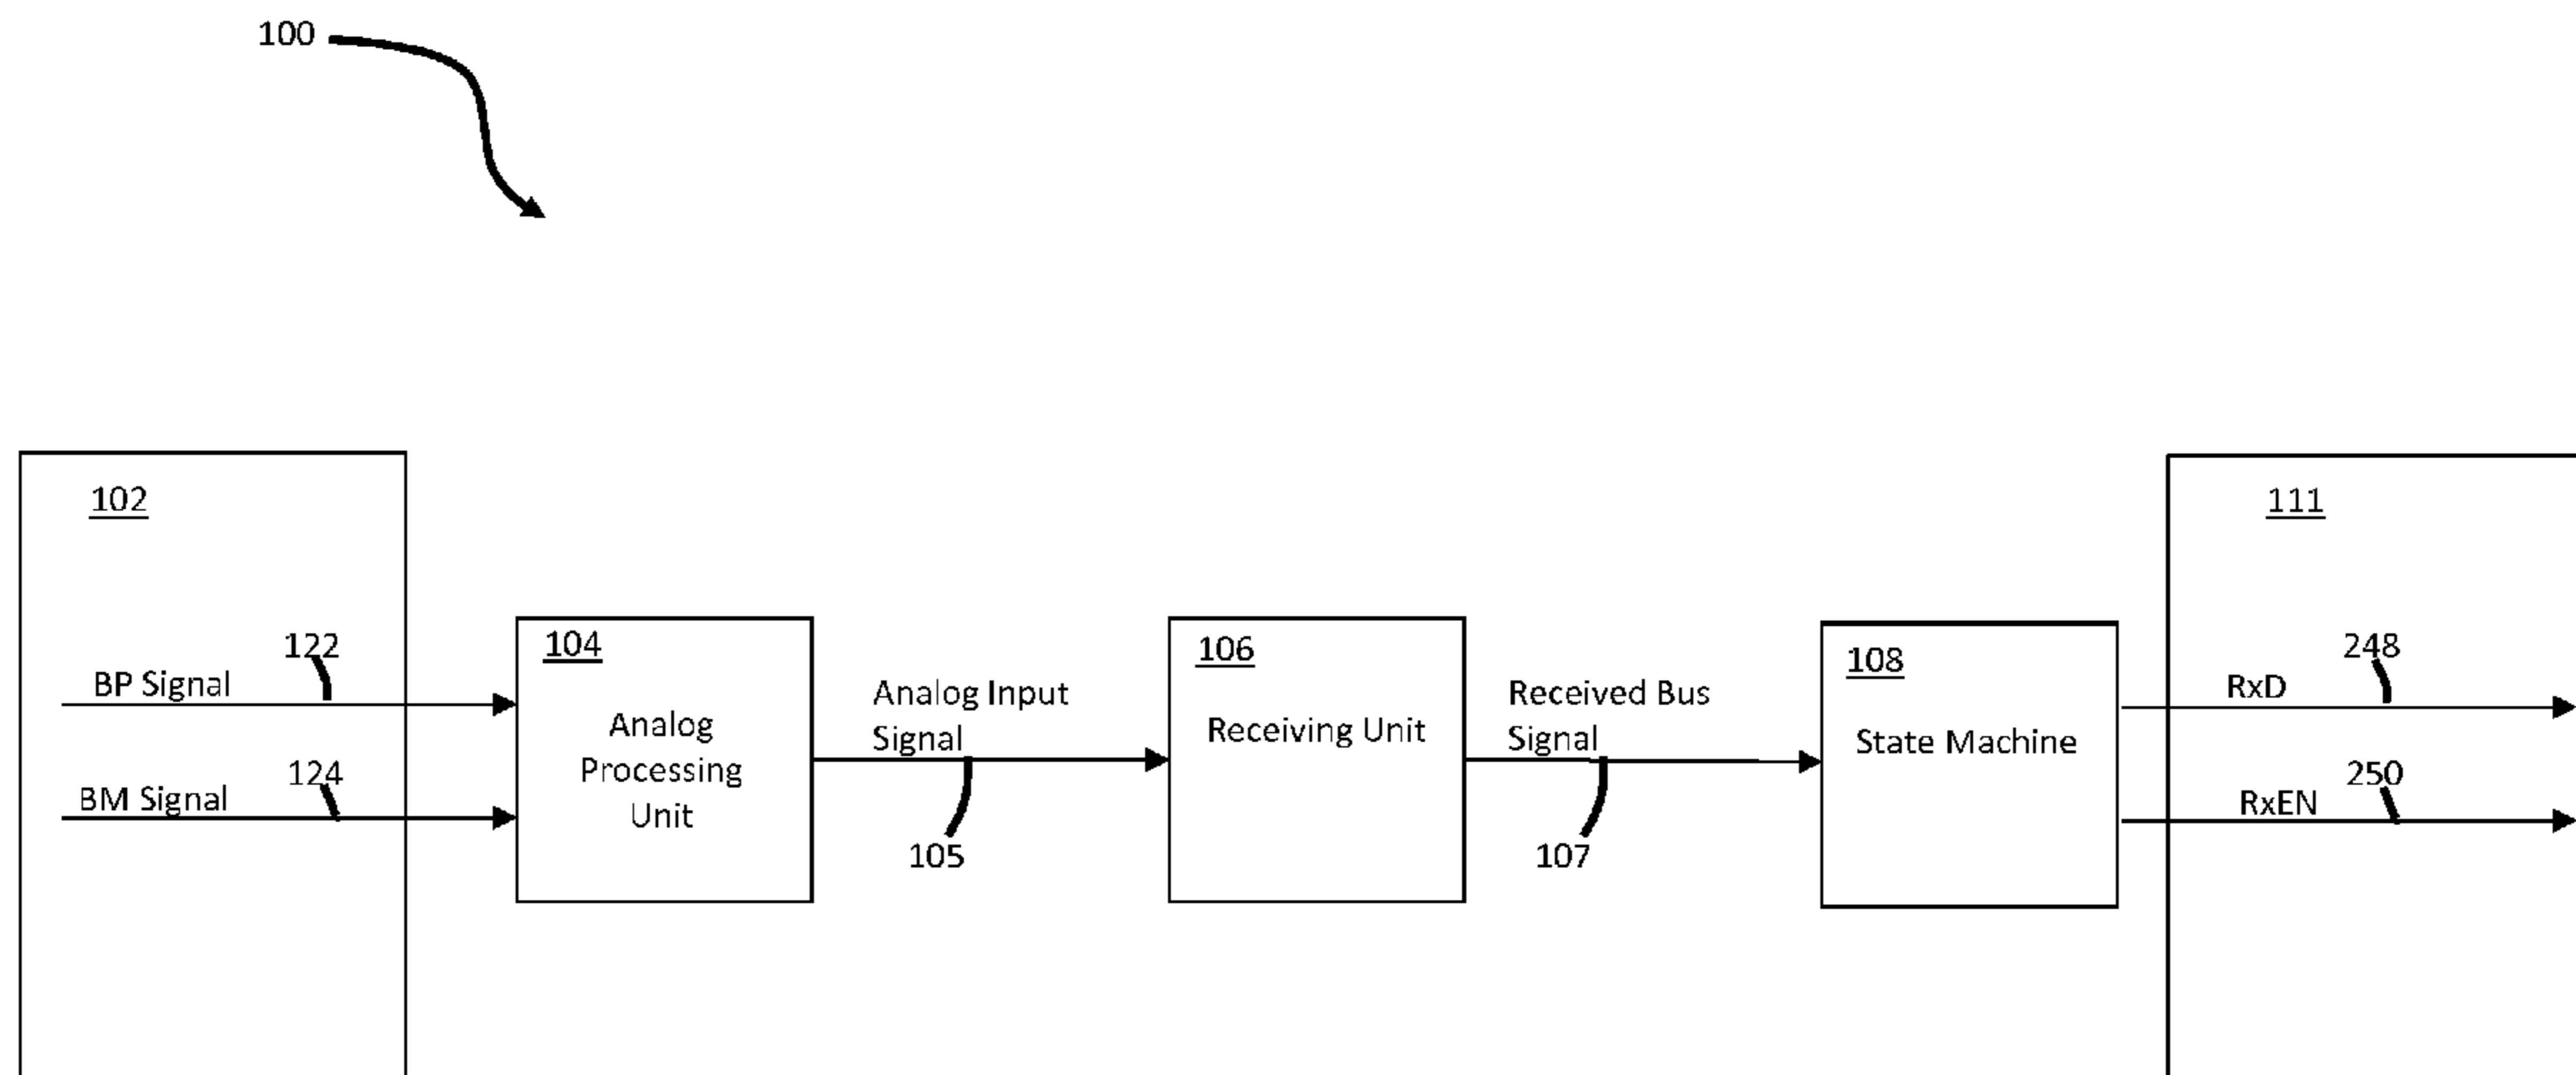 100
102
111
122
BP Signal
124
BM Signal
104
Analog
Processing
Unit
Analog Input
Signal
105
106
Receiving Unit
Received Bus
Signal
107
108
State Machine
248
RxD
250
RxEN